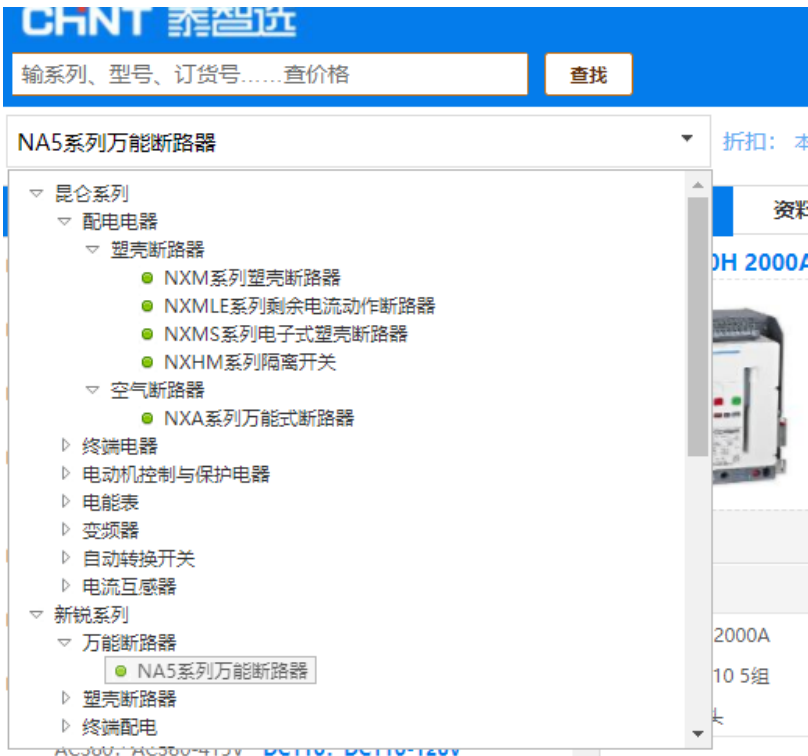 CHNT 泰智选
输系列、型号、订货号……查价格
查找
NA5系列万能断路器
折扣： 本
昆仑系列
资料
配电电器
塑壳断路器
0H 2000A
NXM系列塑壳断路器
NXMLE系列剩余电流动作断路器
NXMS系列电子式塑壳断路器
NXHM系列隔离开关
空气断路器
NXA系列万能式断路器
终端电器
电动机控制与保护电器
电能表
变频器
自动转换开关
电流互感器
新锐系列
万能断路器
2000A
NA5系列万能断路器
10 5组
塑壳断路器
头
终端配电
AC380：AC380-415V DC110：DC110-120V